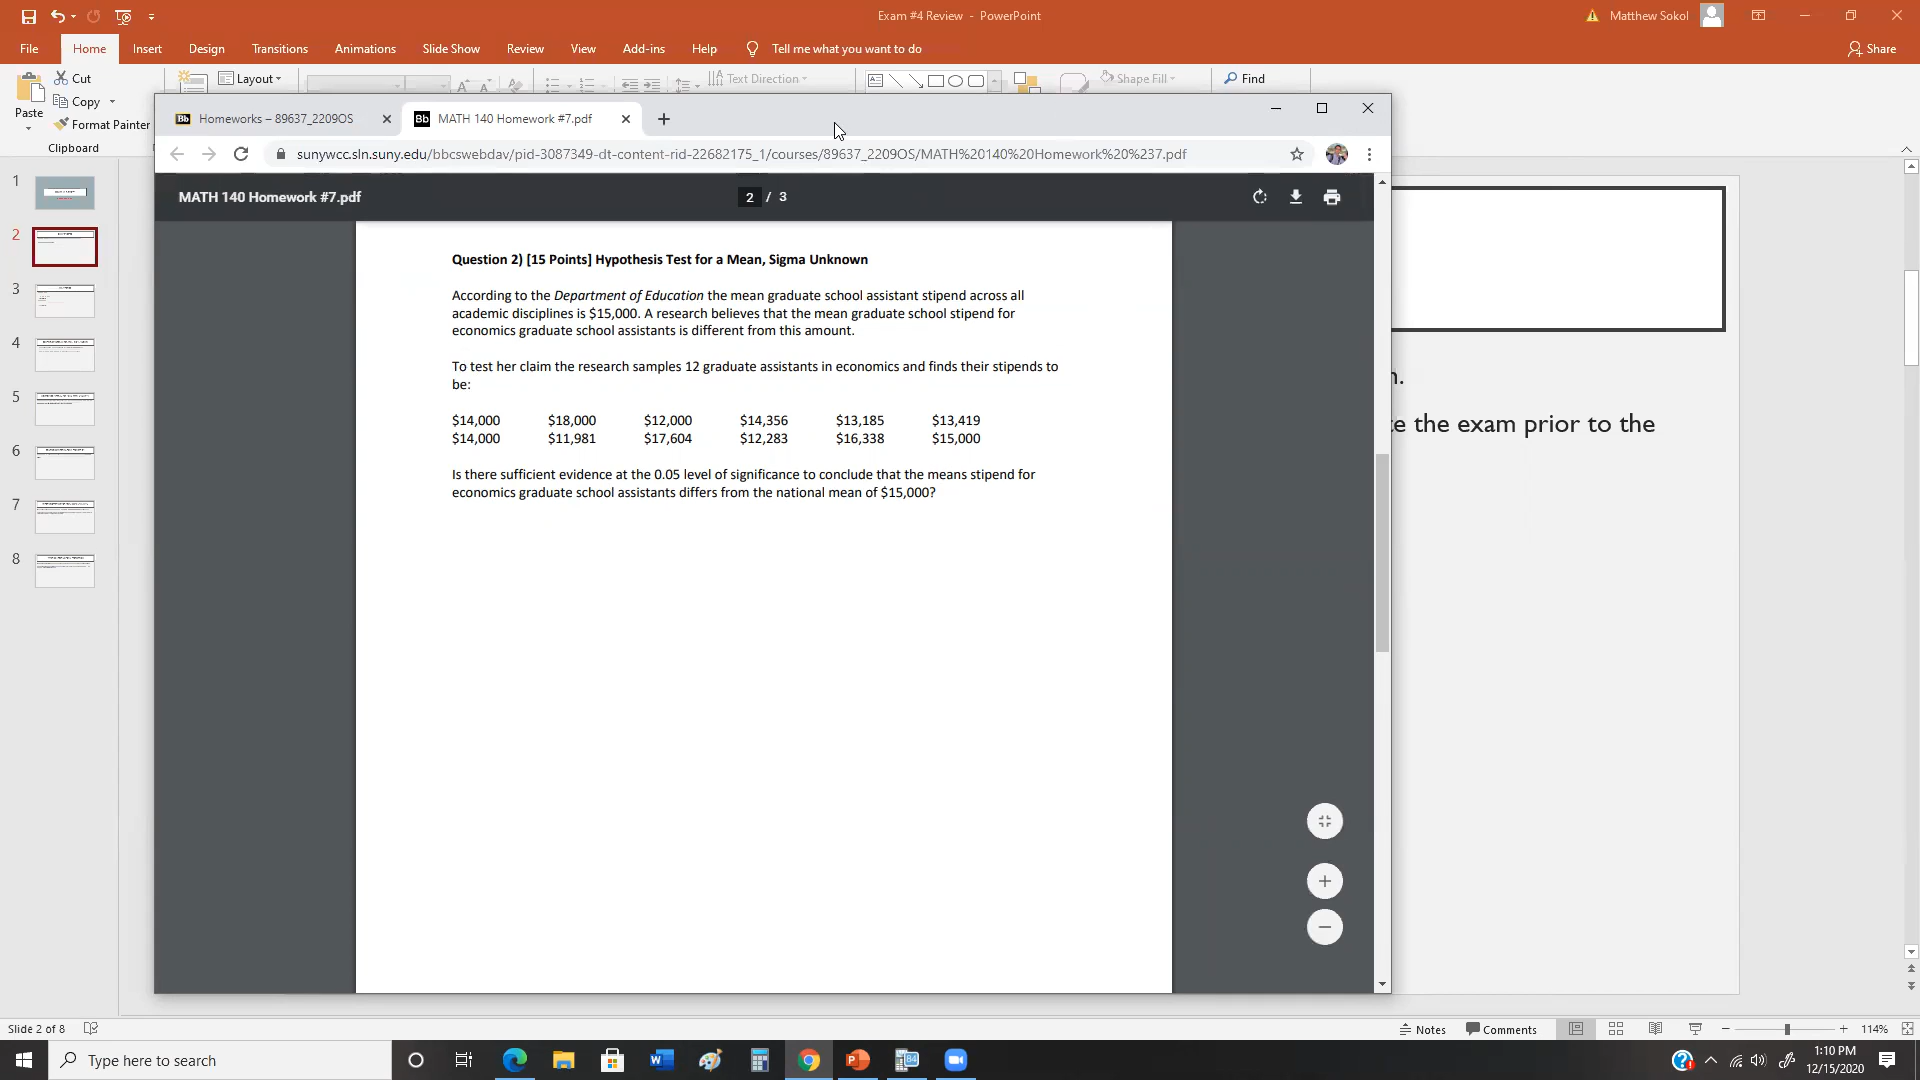 Exam #4 Review - PowerPoint
Matthew Sokol
File Home Insert Design Transitions Animations Slide Show Review View Add-ins Help Tell me what you want to do
Share
Cut
Copy
Paste
Format Painter
Clipboard
Layout
Text Direction
Shape Fill
Find
Homeworks – 89637_2209OS
MATH 140 Homework #7.pdf
sunywcc.sln.suny.edu/bbcswebdav/pid-3087349-dt-content-rid-22682175_1/courses/89637_2209OS/MATH%20140%20Homework%20%237.pdf
MATH 140 Homework #7.pdf
2 / 3
Question 2) [15 Points] Hypothesis Test for a Mean, Sigma Unknown
According to the Department of Education the mean graduate school assistant stipend across all
academic disciplines is $15,000. A research believes that the mean graduate school stipend for
economics graduate school assistants is different from this amount.
To test her claim the research samples 12 graduate assistants in economics and finds their stipends to
be:
$14,000 $18,000 $12,000 $14,356 $13,185 $13,419
$14,000 $11,981 $17,604 $12,283 $16,338 $15,000
Is there sufficient evidence at the 0.05 level of significance to conclude that the means stipend for
economics graduate school assistants differs from the national mean of $15,000?
n.
te the exam prior to the
1
2
3
4
5
6
7
8
Slide 2 of 8
Notes
Comments
114%
Type here to search
1:10 PM
12/15/2020